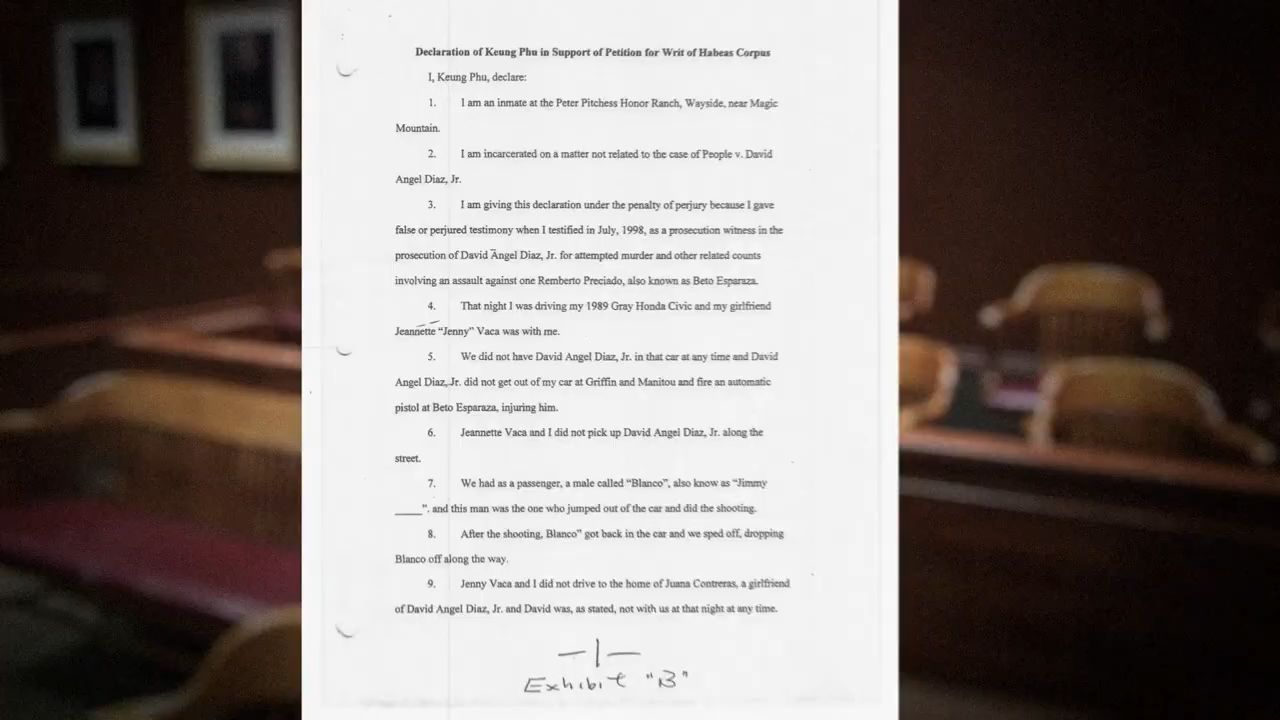 Declaration of Keung Phu in Support of Petition for Writ of Habeas Corpus
I, Keung Phu, declare:
1. I am an inmate at the Peter Pitchess Honor Ranch, Wayside, near Magic
Mountain.
2. I am incarcerated on a matter not related to the case of People v. David
Angel Diaz, Jr.
3. I am giving this declaration under the penalty of perjury because I gave
false or perjured testimony when I testified in July, 1998, as a prosecution witness in the
prosecution of David Angel Diaz, Jr. for attempted murder and other related counts
involving an assault against one Remberto Preciado, also known as Beto Esparaza.
4. That night I was driving my 1989 Gray Honda Civic and my girlfriend
Jeannette “Jenny” Vaca was with me.
5. We did not have David Angel Diaz, Jr. in that car at any time and David
Angel Diaz, Jr. did not get out of my car at Griffin and Manitou and fire an automatic
pistol at Beto Esparaza, injuring him.
6. Jeannette Vaca and I did not pick up David Angel Diaz, Jr. along the
street.
7. We had as a passenger, a male called “Blanco”, also know as “Jimmy
____”, and this man was the one who jumped out of the car and did the shooting.
8. After the shooting, Blanco” got back in the car and we sped off, dropping
Blanco off along the way.
9. Jenny Vaca and I did not drive to the home of Juana Contreras, a girlfriend
of David Angel Diaz, Jr. and David was, as stated, not with us at that night at any time.
-1-
Exhibit "B"